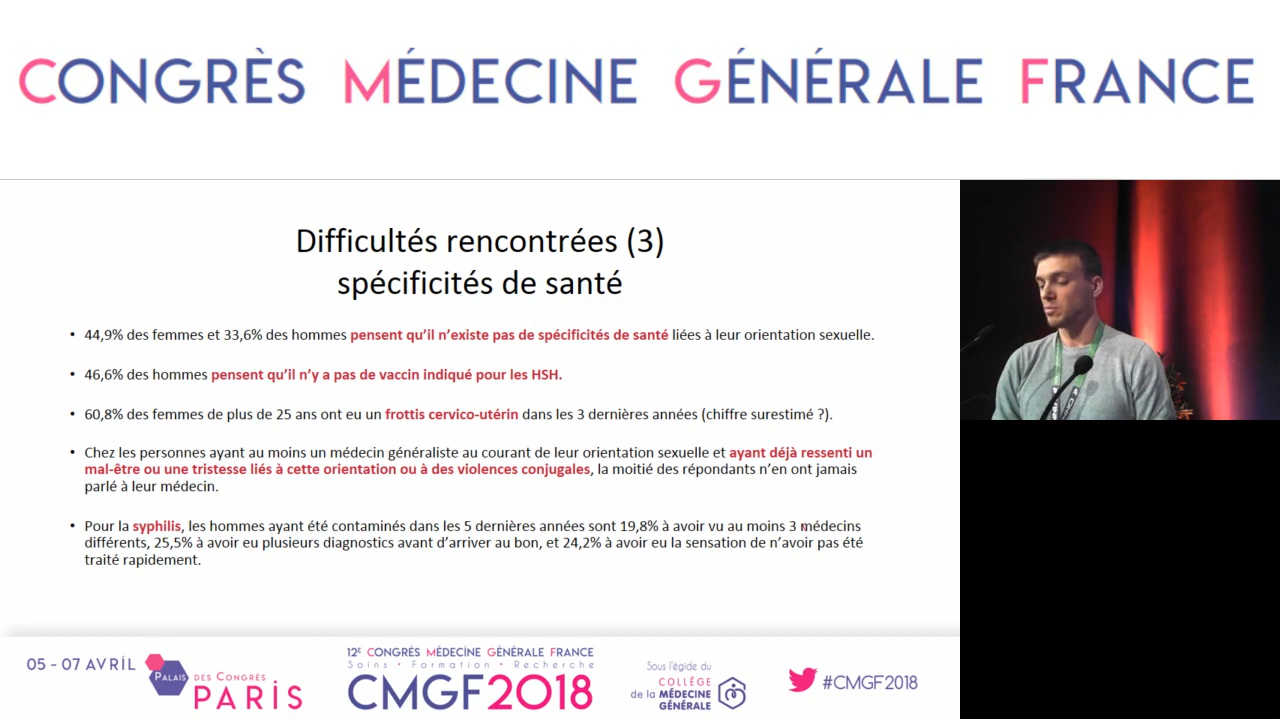 CONGRÈS MÉDECINE GÉNÉRALE FRANCE
Difficultés rencontrées (3)
spécificités de santé
• 44,9% des femmes et 33,6% des hommes pensent qu’il n’existe pas de spécificités de santé liées à leur orientation sexuelle.
• 46,6% des hommes pensent qu’il n’y a pas de vaccin indiqué pour les HSH.
• 60,8% des femmes de plus de 25 ans ont eu un frottis cervico-utérin dans les 3 dernières années (chiffre surestimé ?).
• Chez les personnes ayant au moins un médecin généraliste au courant de leur orientation sexuelle et ayant déjà ressenti un
mal-être ou une tristesse liés à cette orientation ou à des violences conjugales, la moitié des répondants n’en ont jamais
parlé à leur médecin.
• Pour la syphilis, les hommes ayant été contaminés dans les 5 dernières années sont 19,8% à avoir vu au moins 3 médecins
différents, 25,5% à avoir eu plusieurs diagnostics avant d’arriver au bon, et 24,2% à avoir eu la sensation de n’avoir pas été
traité rapidement.
05 - 07 AVRIL
PALAIS DES CONGRÈS
PARIS
12E CONGRÈS MÉDECINE GÉNÉRALE FRANCE
Soins • Formation • Recherche
CMGF2018
Sous l'égide du
COLLÈGE
de la MÉDECINE
GÉNÉRALE
#CMGF2018